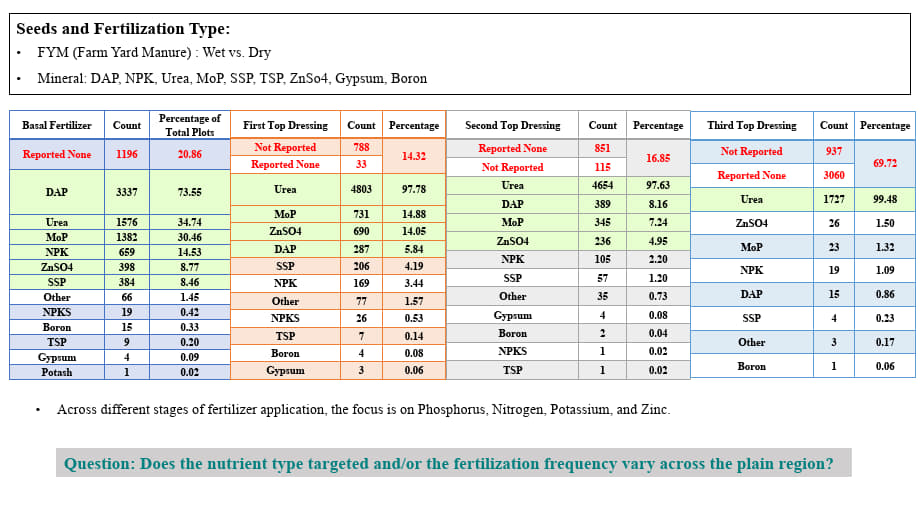 Seeds and Fertilization Type:
• FYM (Farm Yard Manure) : Wet vs. Dry
• Mineral: DAP, NPK, Urea, MoP, SSP, TSP, ZnSo4, Gypsum, Boron
Basal Fertilizer Count Percentage of Total Plots
Reported None 1196 20.86
DAP 3337 73.55
Urea 1576 34.74
MoP 1382 30.46
NPK 659 14.53
ZnSO4 398 8.77
SSP 384 8.46
Other 66 1.45
NPKS 19 0.42
Boron 15 0.33
TSP 9 0.20
Gypsum 4 0.09
Potash 1 0.02
First Top Dressing Count Percentage
Not Reported 788 14.32
Reported None 33
Urea 4803 97.78
MoP 731 14.88
ZnSO4 690 14.05
DAP 287 5.84
SSP 206 4.19
NPK 169 3.44
Other 77 1.57
NPKS 26 0.53
TSP 7 0.14
Boron 4 0.08
Gypsum 3 0.06
Second Top Dressing Count Percentage
Reported None 851 16.85
Not Reported 115
Urea 4654 97.63
DAP 389 8.16
MoP 345 7.24
ZnSO4 236 4.95
NPK 105 2.20
SSP 57 1.20
Other 35 0.73
Gypsum 4 0.08
Boron 2 0.04
NPKS 1 0.02
TSP 1 0.02
Third Top Dressing Count Percentage
Not Reported 937 69.72
Reported None 3060
Urea 1727 99.48
ZnSO4 26 1.50
MoP 23 1.32
NPK 19 1.09
DAP 15 0.86
SSP 4 0.23
Other 3 0.17
Boron 1 0.06
• Across different stages of fertilizer application, the focus is on Phosphorus, Nitrogen, Potassium, and Zinc.
Question: Does the nutrient type targeted and/or the fertilization frequency vary across the plain region?